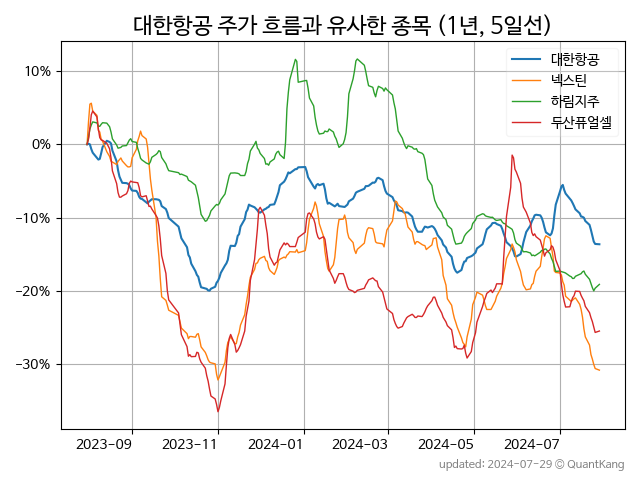 대한항공 주가 흐름과 유사한 종목 (1년, 5일선)
대한항공
넥스틴
하림지주
두산퓨얼셀
10%
0%
−10%
−20%
−30%
2023-09 2023-11 2024-01 2024-03 2024-05 2024-07
updated: 2024-07-29 © QuantKang